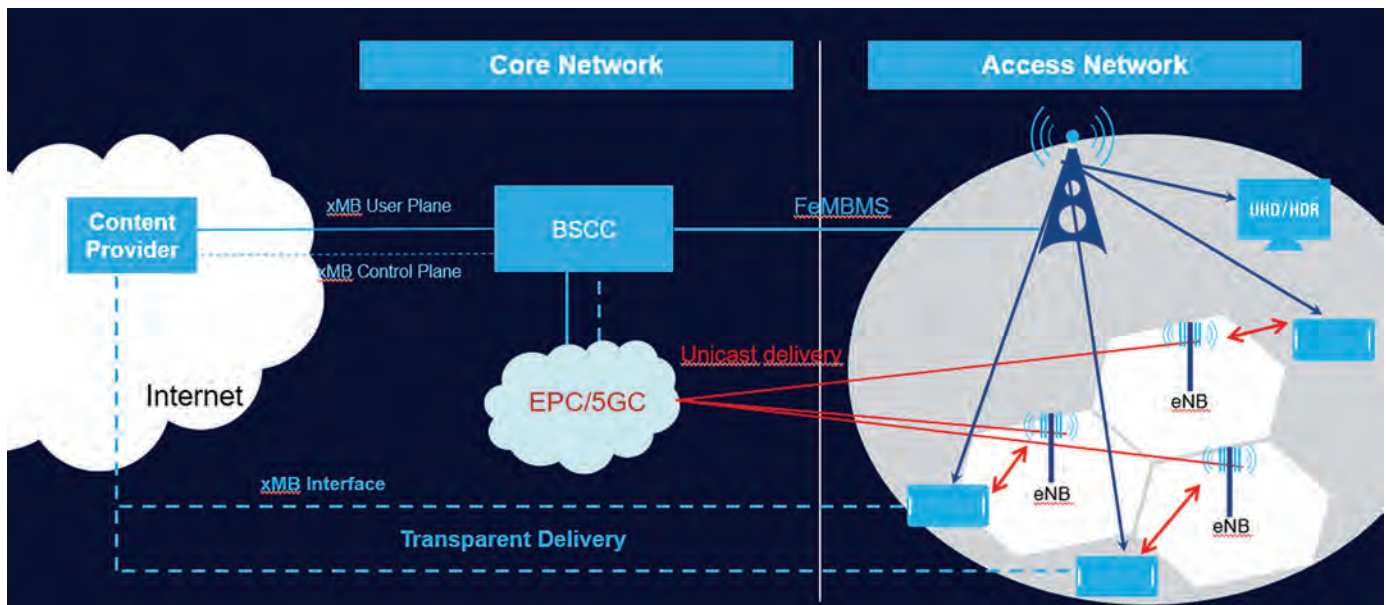 Core Network
Access Network
Content
Provider
xMB User Plane
xMB Control Plane
BSCC
FeMBMS
UHD/HDR
Internet
EPC/5GC
Unicast delivery
eNB
eNB
eNB
xMB Interface
Transparent Delivery